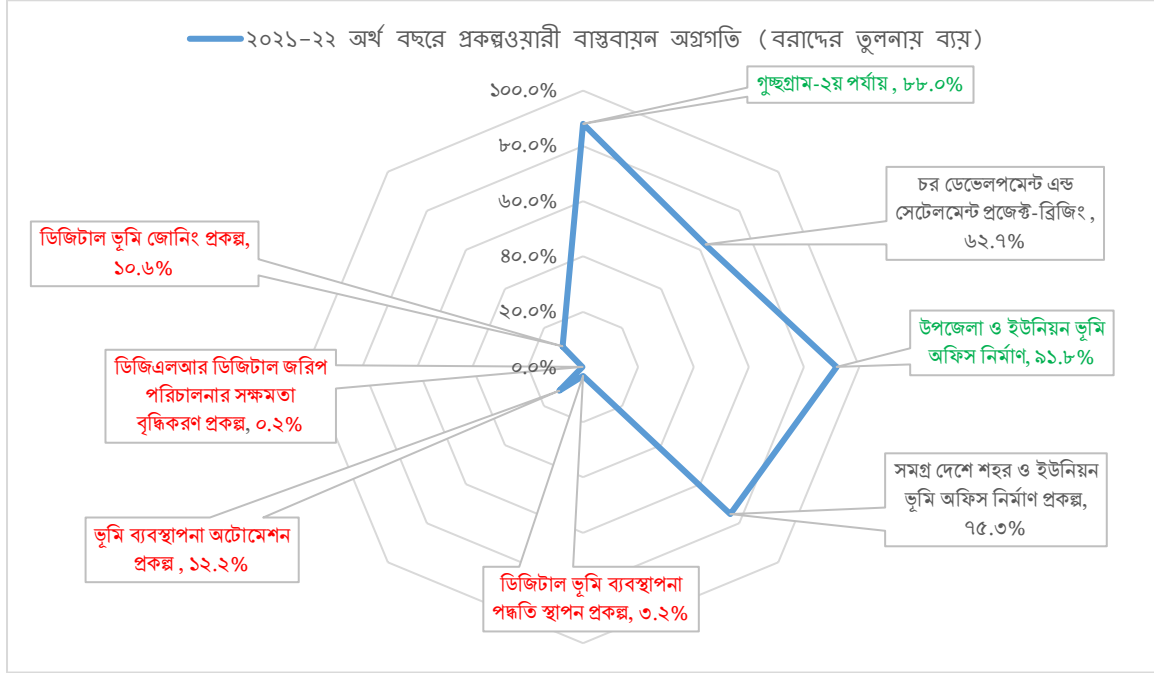 ২০২১-২২ অর্থ বছরে প্রকল্পওয়ারী বাস্তবায়ন অগ্রগতি (বরাদ্দের তুলনায় ব্যয়)
গুচ্ছগ্রাম-২য় পর্যায় , ৮৮.০%
১০০.০%
৮০.০%
৬০.০%
৪০.০%
২০.০%
০.০%
চর ডেভেলপমেন্ট এন্ড
সেটেলমেন্ট প্রজেক্ট-ব্রিজিং ,
৬২.৭%
উপজেলা ও ইউনিয়ন ভূমি
অফিস নির্মাণ, ৯১.৮%
সমগ্র দেশে শহর ও ইউনিয়ন
ভূমি অফিস নির্মাণ প্রকল্প,
৭৫.৩%
ডিজিটাল ভূমি ব্যবস্থাপনা
পদ্ধতি স্থাপন প্রকল্প, ৩.২%
ভূমি ব্যবস্থাপনা অটোমেশন
প্রকল্প , ১২.২%
ডিজিএলআর ডিজিটাল জরিপ
পরিচালনার সক্ষমতা
বৃদ্ধিকরণ প্রকল্প, ০.২%
ডিজিটাল ভূমি জোনিং প্রকল্প,
১০.৬%